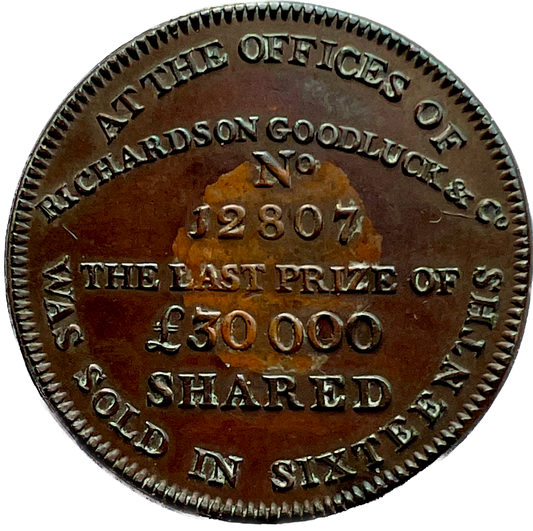 AT THE OFFICES OF
RICHARDSON GOODLUCK & Co
No.
12807
THE LAST PRIZE OF
£30 000
SHARED
WAS SOLD IN SIXTEENTHS